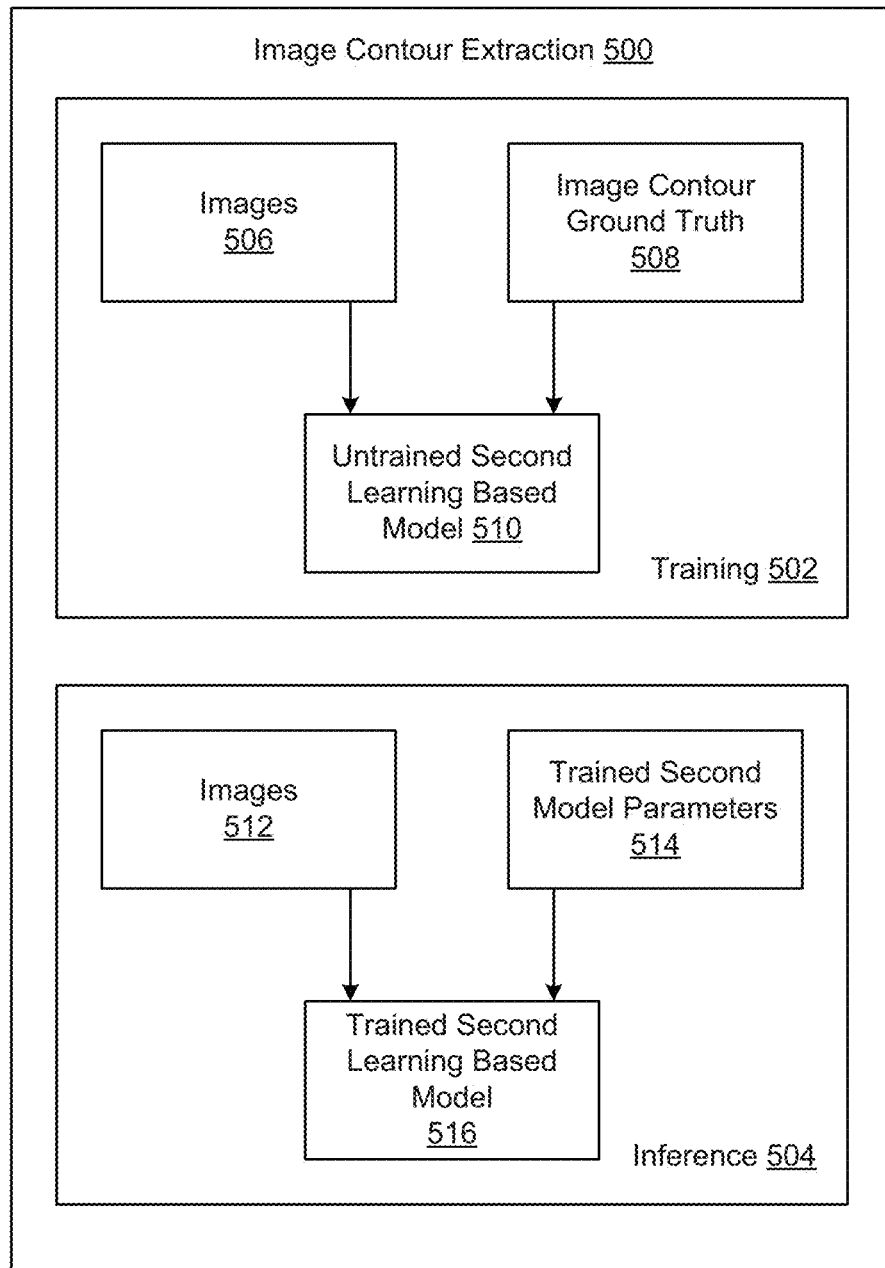 Image Contour Extraction 500
Images
506
Image Contour
Ground Truth
508
Untrained Second
Learning Based
Model 510
Training 502
Images
512
Trained Second
Model Parameters
514
Trained Second
Learning Based
Model
516
Inference 504